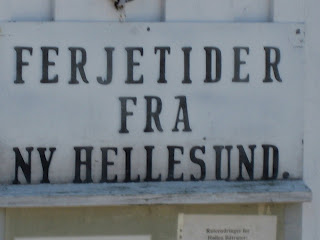 FERJETIDER
FRA
NY HELLESUND.